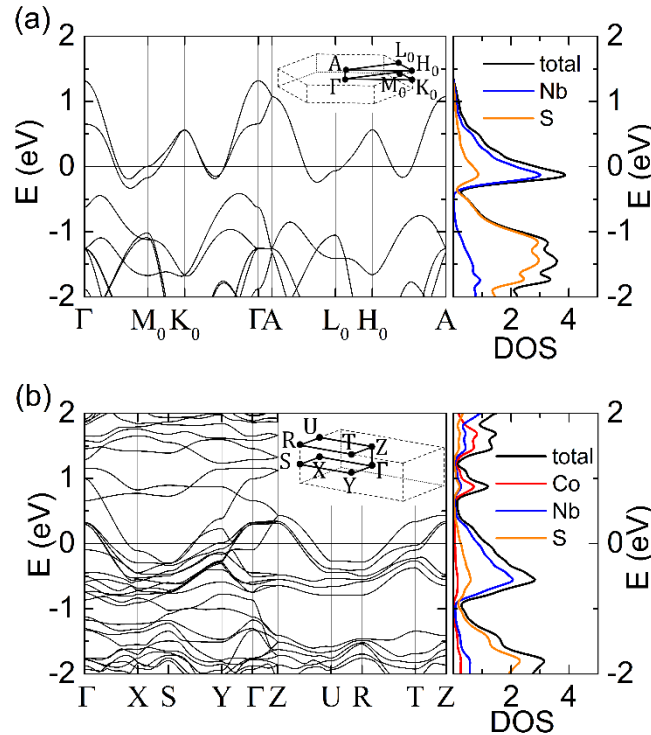 (a)
2
1
0
-1
-2
E (eV)
Γ M₀ K₀ Γ A L₀ H₀ A
L₀
A H₀
Γ M₀ K₀
total
Nb
S
2
1
0
-1
-2
E (eV)
0 2 4
DOS
(b)
2
1
0
-1
-2
E (eV)
Γ X S Y Γ Z U R T Z
U
R T Z
S X Y Γ
total
Co
Nb
S
2
1
0
-1
-2
E (eV)
0 2 4
DOS